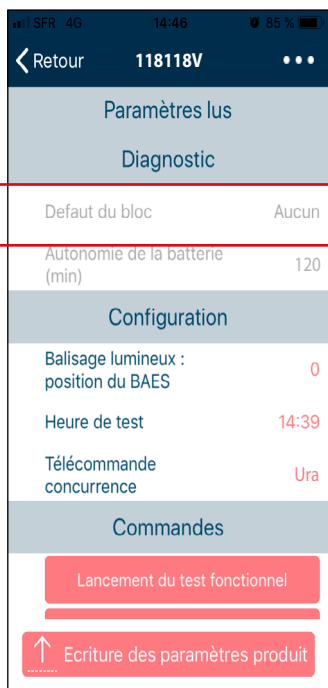 SFR 4G 14:46 85 %
Retour 118118V
Paramètres lus
Diagnostic
Defaut du bloc Aucun
Autonomie de la batterie
(min) 120
Configuration
Balisage lumineux :
position du BAES 0
Heure de test 14:39
Télécommande
concurrence Ura
Commandes
Lancement du test fonctionnel
Ecriture des paramètres produit